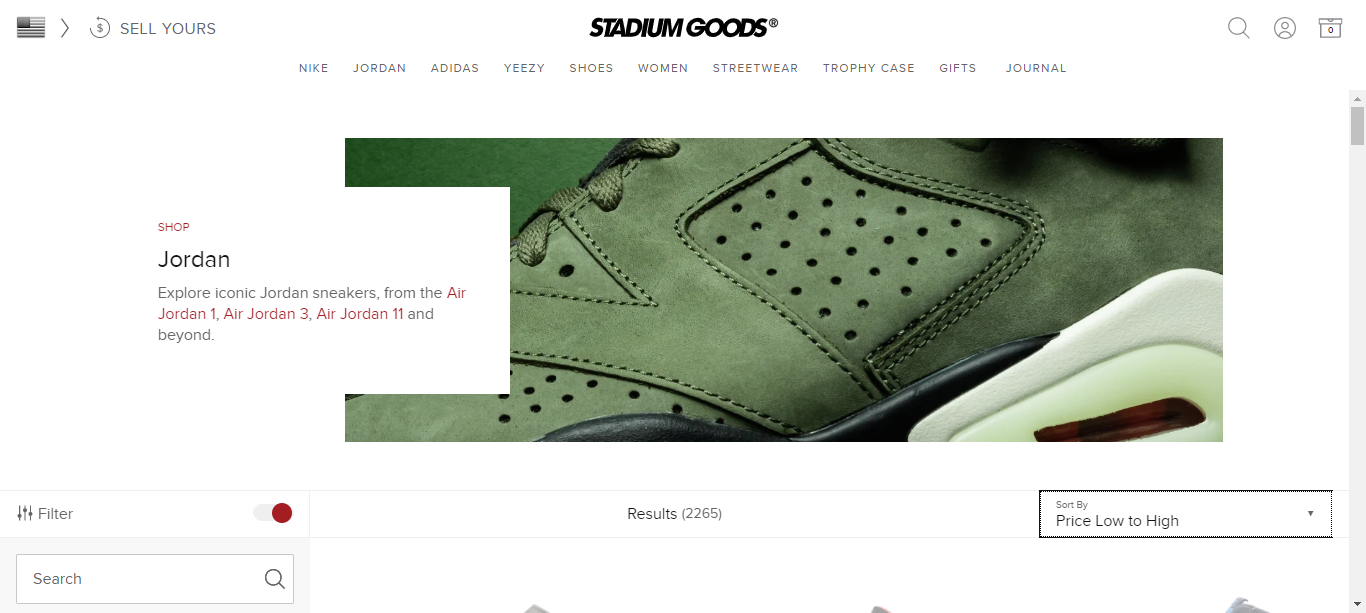 SELL YOURS
STADIUM GOODS®
0
NIKE JORDAN ADIDAS YEEZY SHOES WOMEN STREETWEAR TROPHY CASE GIFTS JOURNAL
SHOP
Jordan
Explore iconic Jordan sneakers, from the Air
Jordan 1, Air Jordan 3, Air Jordan 11 and
beyond.
Filter
Results (2265)
Sort By
Price Low to High
Search